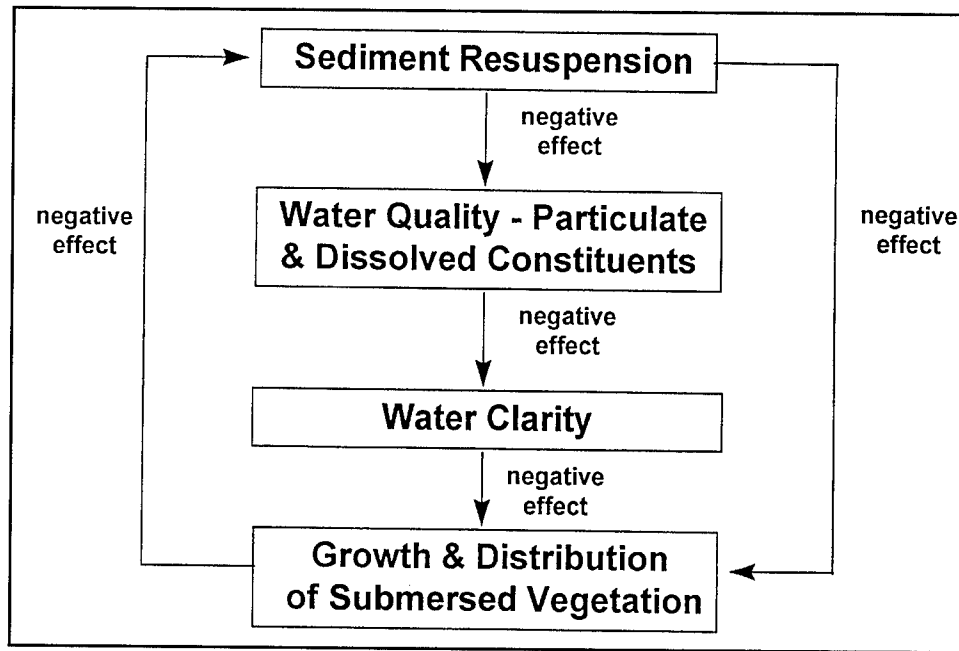 Sediment Resuspension
negative
effect
Water Quality - Particulate
& Dissolved Constituents
negative
effect
negative
effect
negative
effect
Water Clarity
negative
effect
Growth & Distribution
of Submersed Vegetation